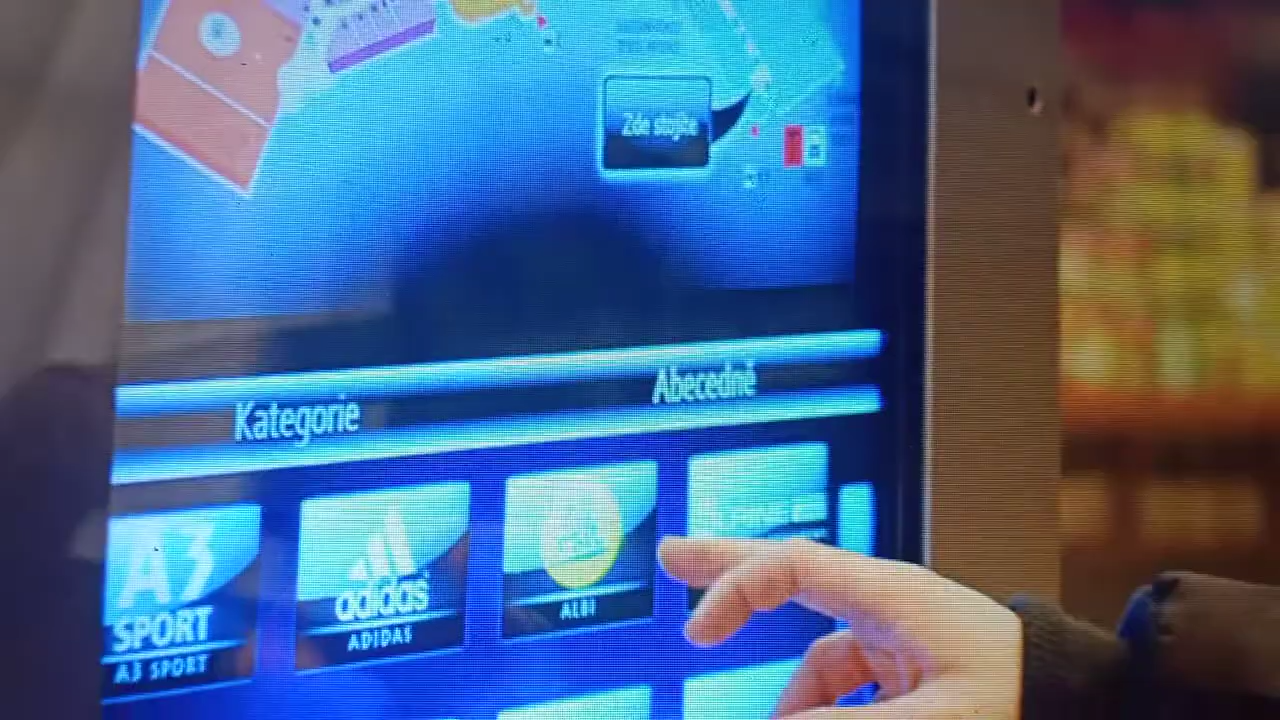 Zde stojíte
Kategorie
Abecedně
A3
SPORT
A3 SPORT
adidas
ADIDAS
ALBI